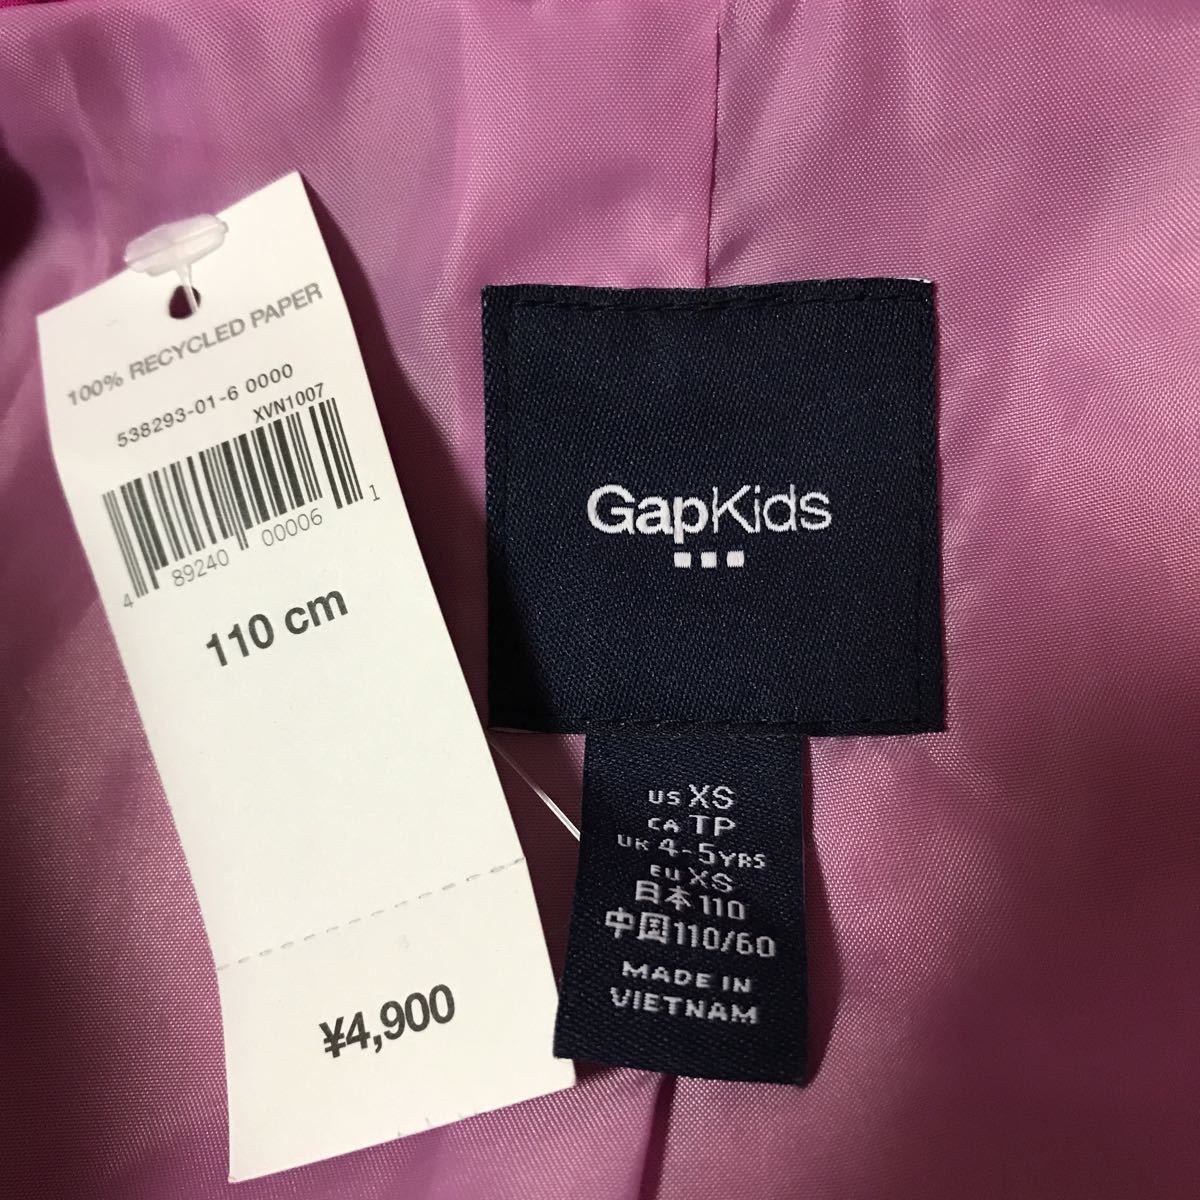 100% RECYCLED PAPER
538293-01-6 0000
XVN1007
4 89240 00006 1
110 cm
¥4,900
GapKids
US XS
CA TP
UK 4-5YRS
EU XS
日本110
中国110/60
MADE IN
VIETNAM